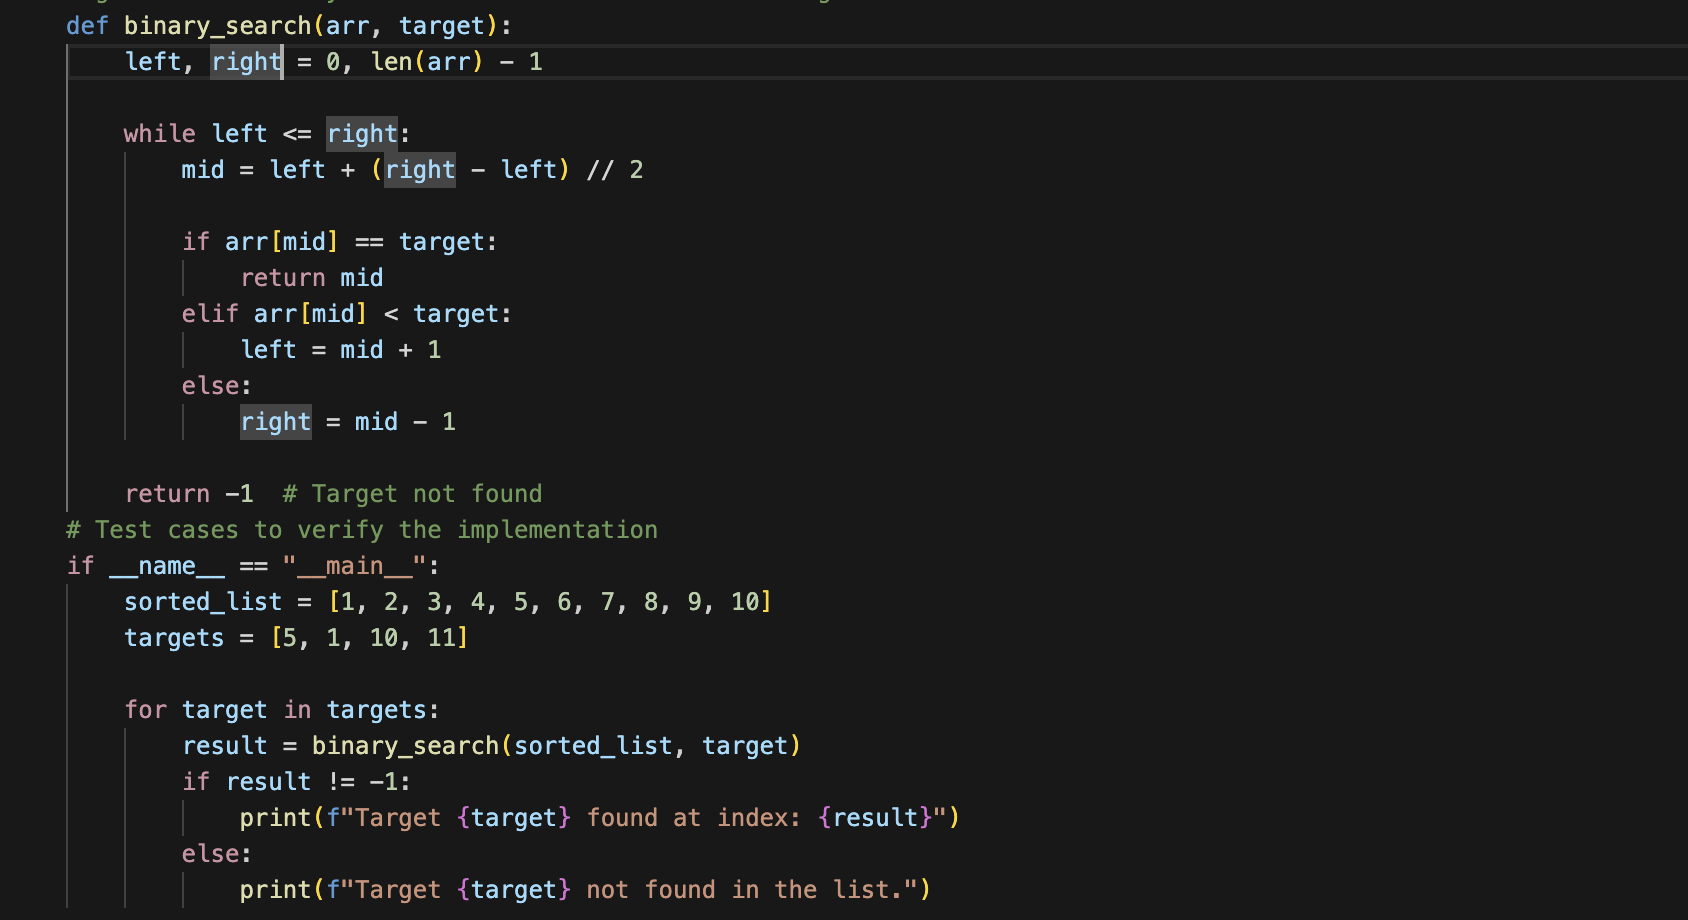 def binary_search(arr, target):
    left, right = 0, len(arr) - 1

    while left <= right:
        mid = left + (right - left) // 2

        if arr[mid] == target:
            return mid
        elif arr[mid] < target:
            left = mid + 1
        else:
            right = mid - 1

    return -1  # Target not found
# Test cases to verify the implementation
if __name__ == "__main__":
    sorted_list = [1, 2, 3, 4, 5, 6, 7, 8, 9, 10]
    targets = [5, 1, 10, 11]

    for target in targets:
        result = binary_search(sorted_list, target)
        if result != -1:
            print(f"Target {target} found at index: {result}")
        else:
            print(f"Target {target} not found in the list.")